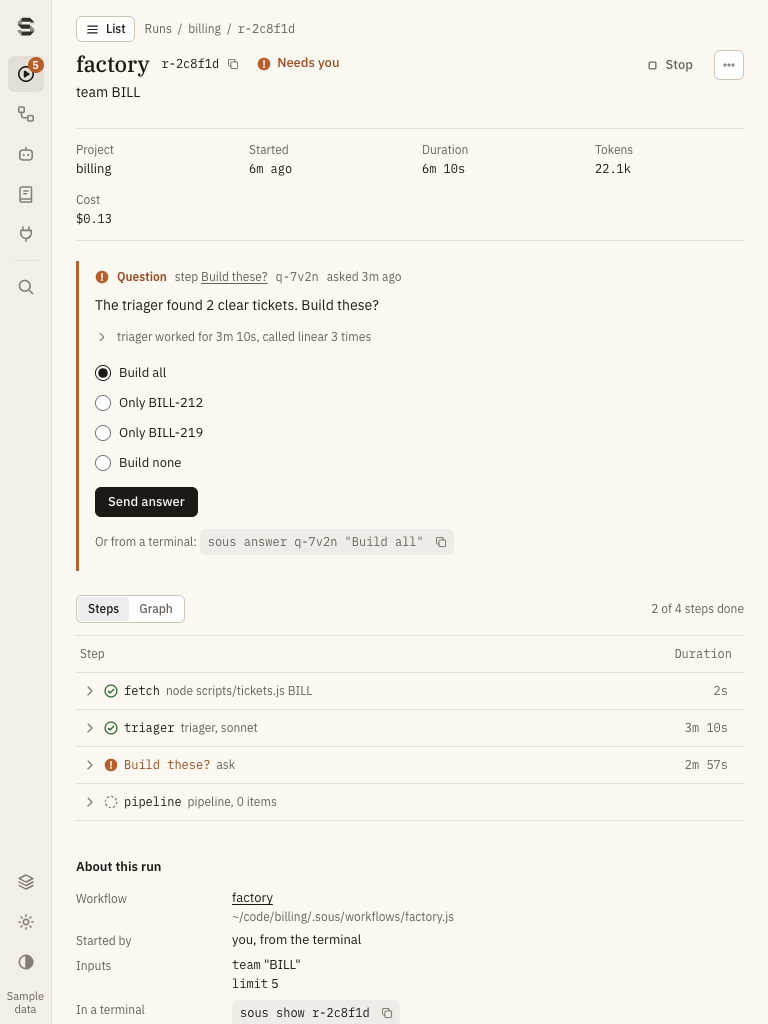 5
List Runs / billing / r-2c8f1d
factory r-2c8f1d Needs you
Stop
team BILL
Project Started Duration Tokens
billing 6m ago 6m 10s 22.1k
Cost
$0.13
Question step Build these? q-7v2n asked 3m ago
The triager found 2 clear tickets. Build these?
triager worked for 3m 10s, called linear 3 times
Build all
Only BILL-212
Only BILL-219
Build none
Send answer
Or from a terminal: sous answer q-7v2n "Build all"
Steps Graph 2 of 4 steps done
Step Duration
fetch node scripts/tickets.js BILL 2s
triager triager, sonnet 3m 10s
Build these? ask 2m 57s
pipeline pipeline, 0 items
About this run
Workflow factory
~/code/billing/.sous/workflows/factory.js
Started by you, from the terminal
Inputs team "BILL"
limit 5
In a terminal sous show r-2c8f1d
Sample
data